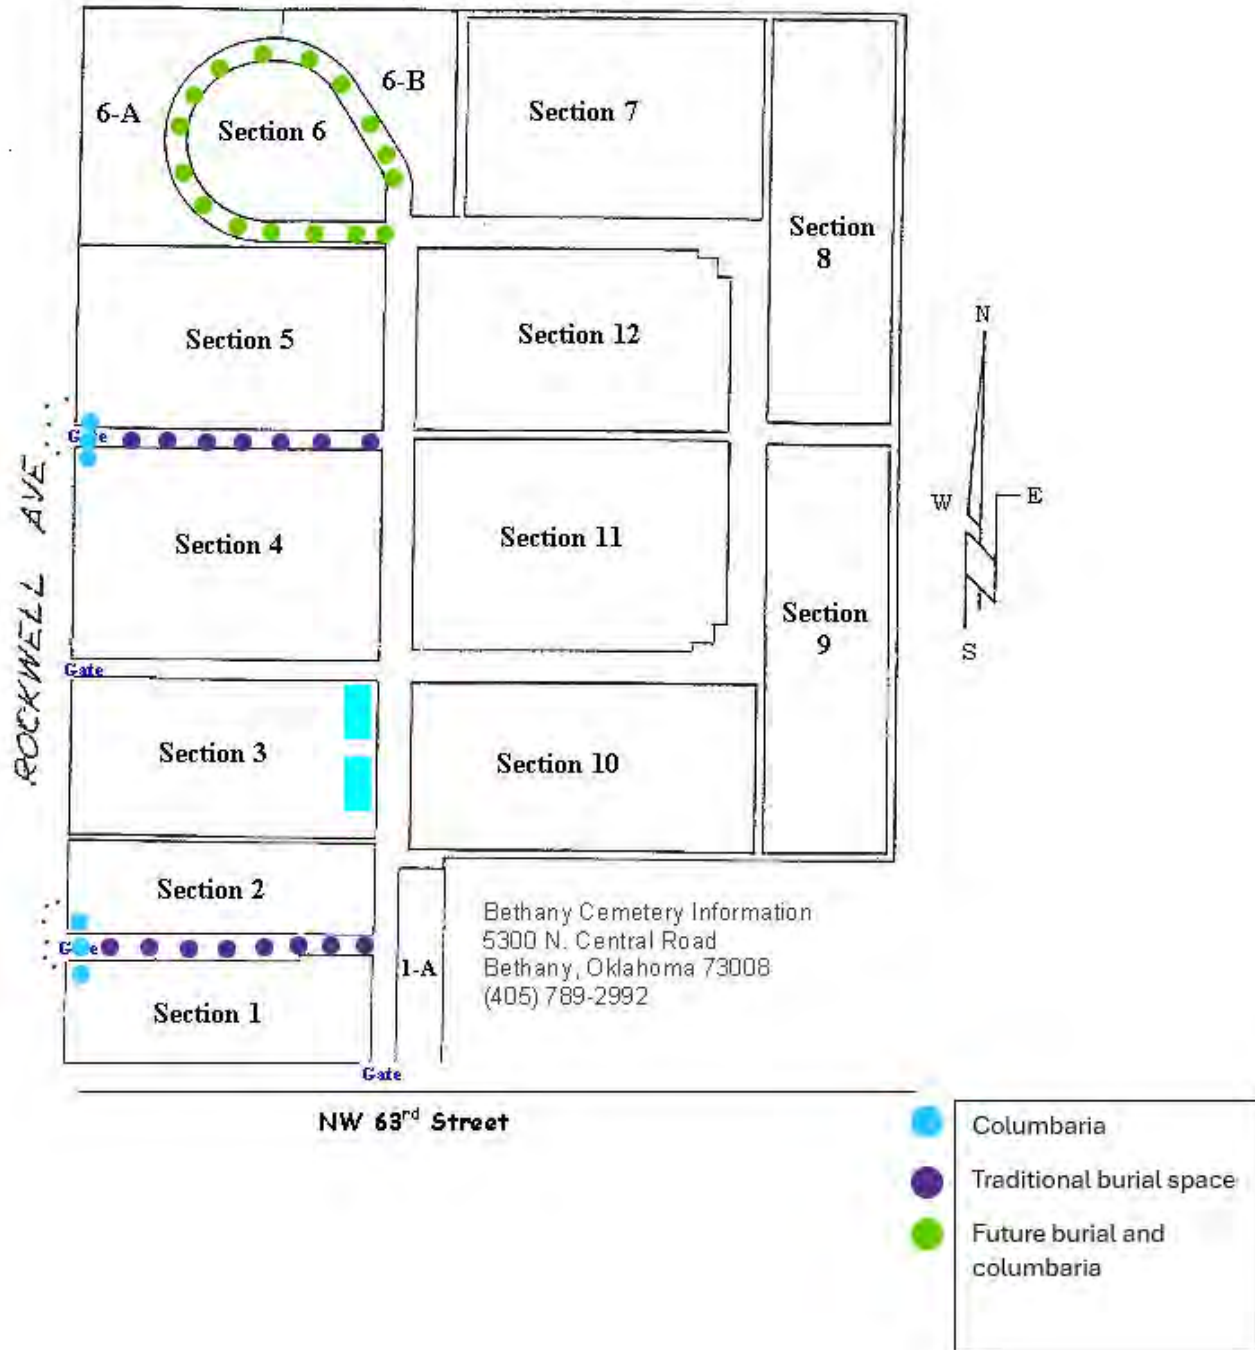 6-A
6-B
Section 6
Section 7
Section
8
Section 5
Section 12
Gate
N
W
E
S
ROCKWELL AVE
Section 4
Section 11
Section
9
Gate
Section 3
Section 10
Section 2
Gate
1-A
Section 1
Gate
Bethany Cemetery Information
5300 N. Central Road
Bethany, Oklahoma 73008
(405) 789-2992
NW 63rd Street
Columbaria
Traditional burial space
Future burial and
columbaria